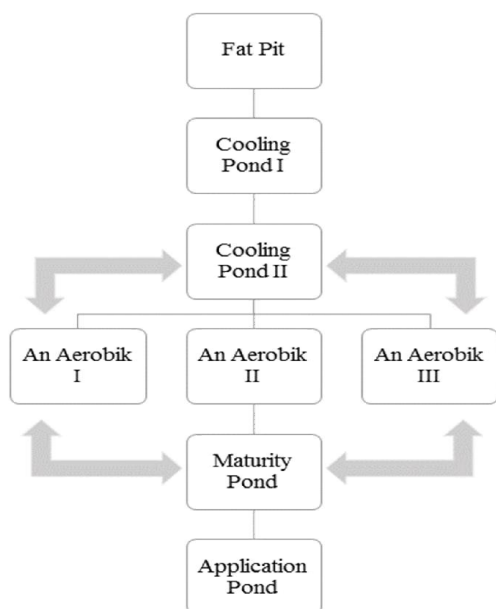 Fat Pit
Cooling
Pond I
Cooling
Pond II
An Aerobik
I
An Aerobik
II
An Aerobik
III
Maturity
Pond
Application
Pond